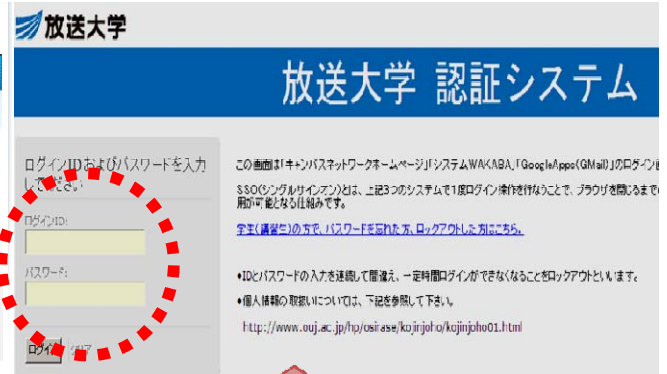 放送大学
放送大学 認証システム
ログインIDおよびパスワードを入力
してください
ログインID:
パスワード:
ログイン クリア
この画面は「キャンパスネットワークホームページ」「システムWAKABA」「GoogleApps(GMail)」のログイン
SSO(シングルサインオン)とは、上記3つのシステムで1度ログイン操作を行なうことで、ブラウザを閉じるまで
用が可能となる仕組みです。
学生(講習生)の方で、パスワードを忘れた方、ロックアウトした方はこちら。
•IDとパスワードの入力を連続して間違え、一定時間ログインができなくなることをロックアウトといいます。
•個人情報の取扱いについては、下記を参照して下さい。
http://www.ouj.ac.jp/hp/osirase/kojinjoho/kojinjoho01.html